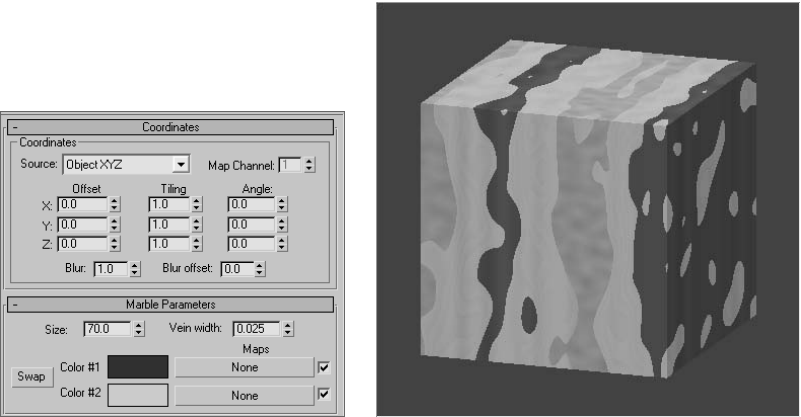 - Coordinates
Coordinates
Source: Object XYZ Map Channel: 1
Offset Tiling Angle:
X: 0.0 1.0 0.0
Y: 0.0 1.0 0.0
Z: 0.0 1.0 0.0
Blur: 1.0 Blur offset: 0.0
- Marble Parameters
Size: 70.0 Vein width: 0.025
Maps
Swap Color #1 None
Color #2 None